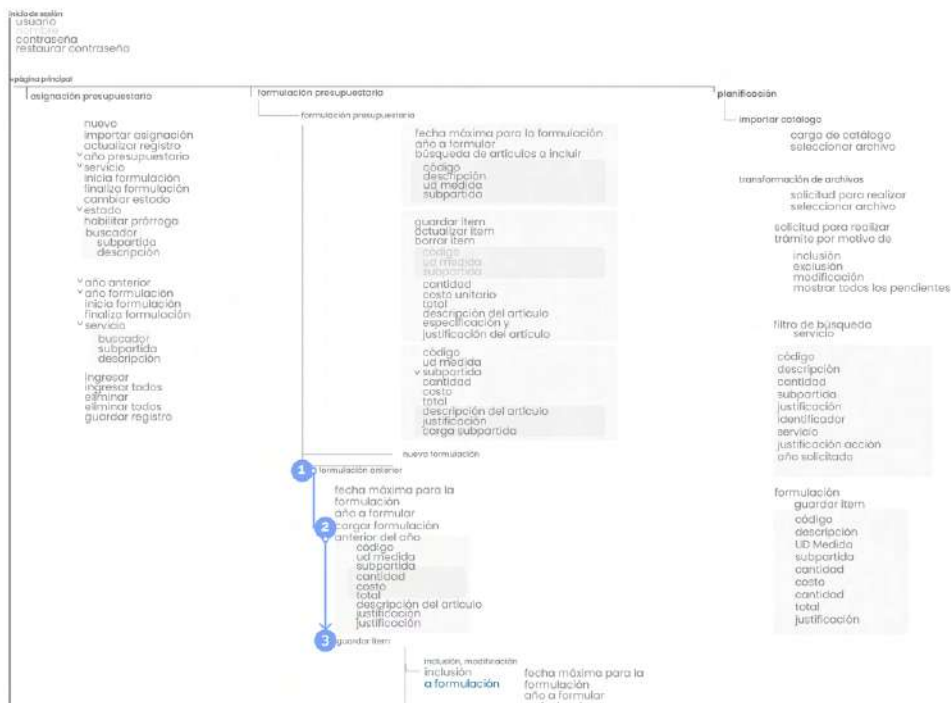 inicio de sesión
usuario
nombre
contraseña
restaurar contraseña
página principal
asignación presupuestaria
nuevo
importar asignación
actualizar registro
año presupuestario
servicio
inicia formulación
finaliza formulación
cambiar estado
estado
habilitar prórroga
buscador
subpartida
descripción
año anterior
año formulación
inicia formulación
finaliza formulación
servicio
buscador
subpartida
descripción
ingresar
ingresar todos
eliminar
eliminar todos
guardar registro
formulación presupuestaria
formulación presupuestaria
fecha máxima para la formulación
año a formular
búsqueda de artículos a incluir
código
descripción
ud medida
subpartida
guardar ítem
actualizar ítem
borrar ítem
código
ud medida
subpartida
cantidad
costo unitario
total
descripción del artículo
especificación y
justificación del artículo
código
ud medida
subpartida
cantidad
costo
total
descripción del artículo
justificación
carga subpartida
nueva formulación
1 formulación anterior
fecha máxima para la
formulación
año a formular
2 cargar formulación
anterior del año
código
ud medida
subpartida
cantidad
costo
total
descripción del artículo
justificación
justificación
3 guardar ítem
inclusión, modificación
inclusión
a formulación
fecha máxima para la
formulación
año a formular
planificación
importar catálogo
carga de catálogo
seleccionar archivo
transformación de archivos
solicitud para realizar
seleccionar archivo
solicitud para realizar
trámite por motivo de
inclusión
exclusión
modificación
mostrar todos los pendientes
filtro de búsqueda
servicio
código
descripción
cantidad
subpartida
justificación
identificador
servicio
justificación acción
año solicitado
formulación
guardar ítem
código
descripción
UD Medida
subpartida
cantidad
costo
cantidad
total
justificación